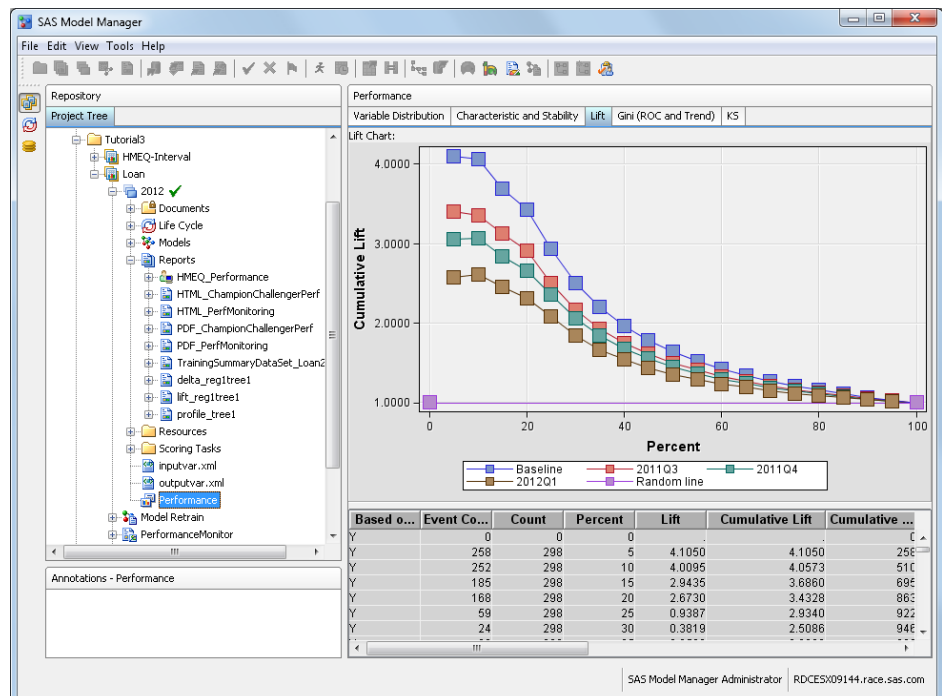 SAS Model Manager
File Edit View Tools Help
Repository
Project Tree
Tutorial3
HMEQ-Interval
Loan
2012
Documents
Life Cycle
Models
Reports
HMEQ_Performance
HTML_ChampionChallengerPerf
HTML_PerfMonitoring
PDF_ChampionChallengerPerf
PDF_PerfMonitoring
TrainingSummaryDataSet_Loan2
delta_reg1tree1
lift_reg1tree1
profile_tree1
Resources
Scoring Tasks
inputvar.xml
outputvar.xml
Performance
Model Retrain
PerformanceMonitor
Annotations - Performance
Performance
Variable Distribution Characteristic and Stability Lift Gini (ROC and Trend) KS
Lift Chart:
4.0000
3.0000
2.0000
1.0000
Cumulative Lift
0 20 40 60 80 100
Percent
Baseline 2011Q3 2011Q4
2012Q1 Random line
Based o... Event Co... Count Percent Lift Cumulative Lift Cumulative ...
Y 0 0 0 . .
Y 258 298 5 4.1050 4.1050 258
Y 252 298 10 4.0095 4.0573 510
Y 185 298 15 2.9435 3.6860 695
Y 168 298 20 2.6730 3.4328 863
Y 59 298 25 0.9387 2.9340 922
Y 24 298 30 0.3819 2.5086 946
SAS Model Manager Administrator RDCESX09144.race.sas.com